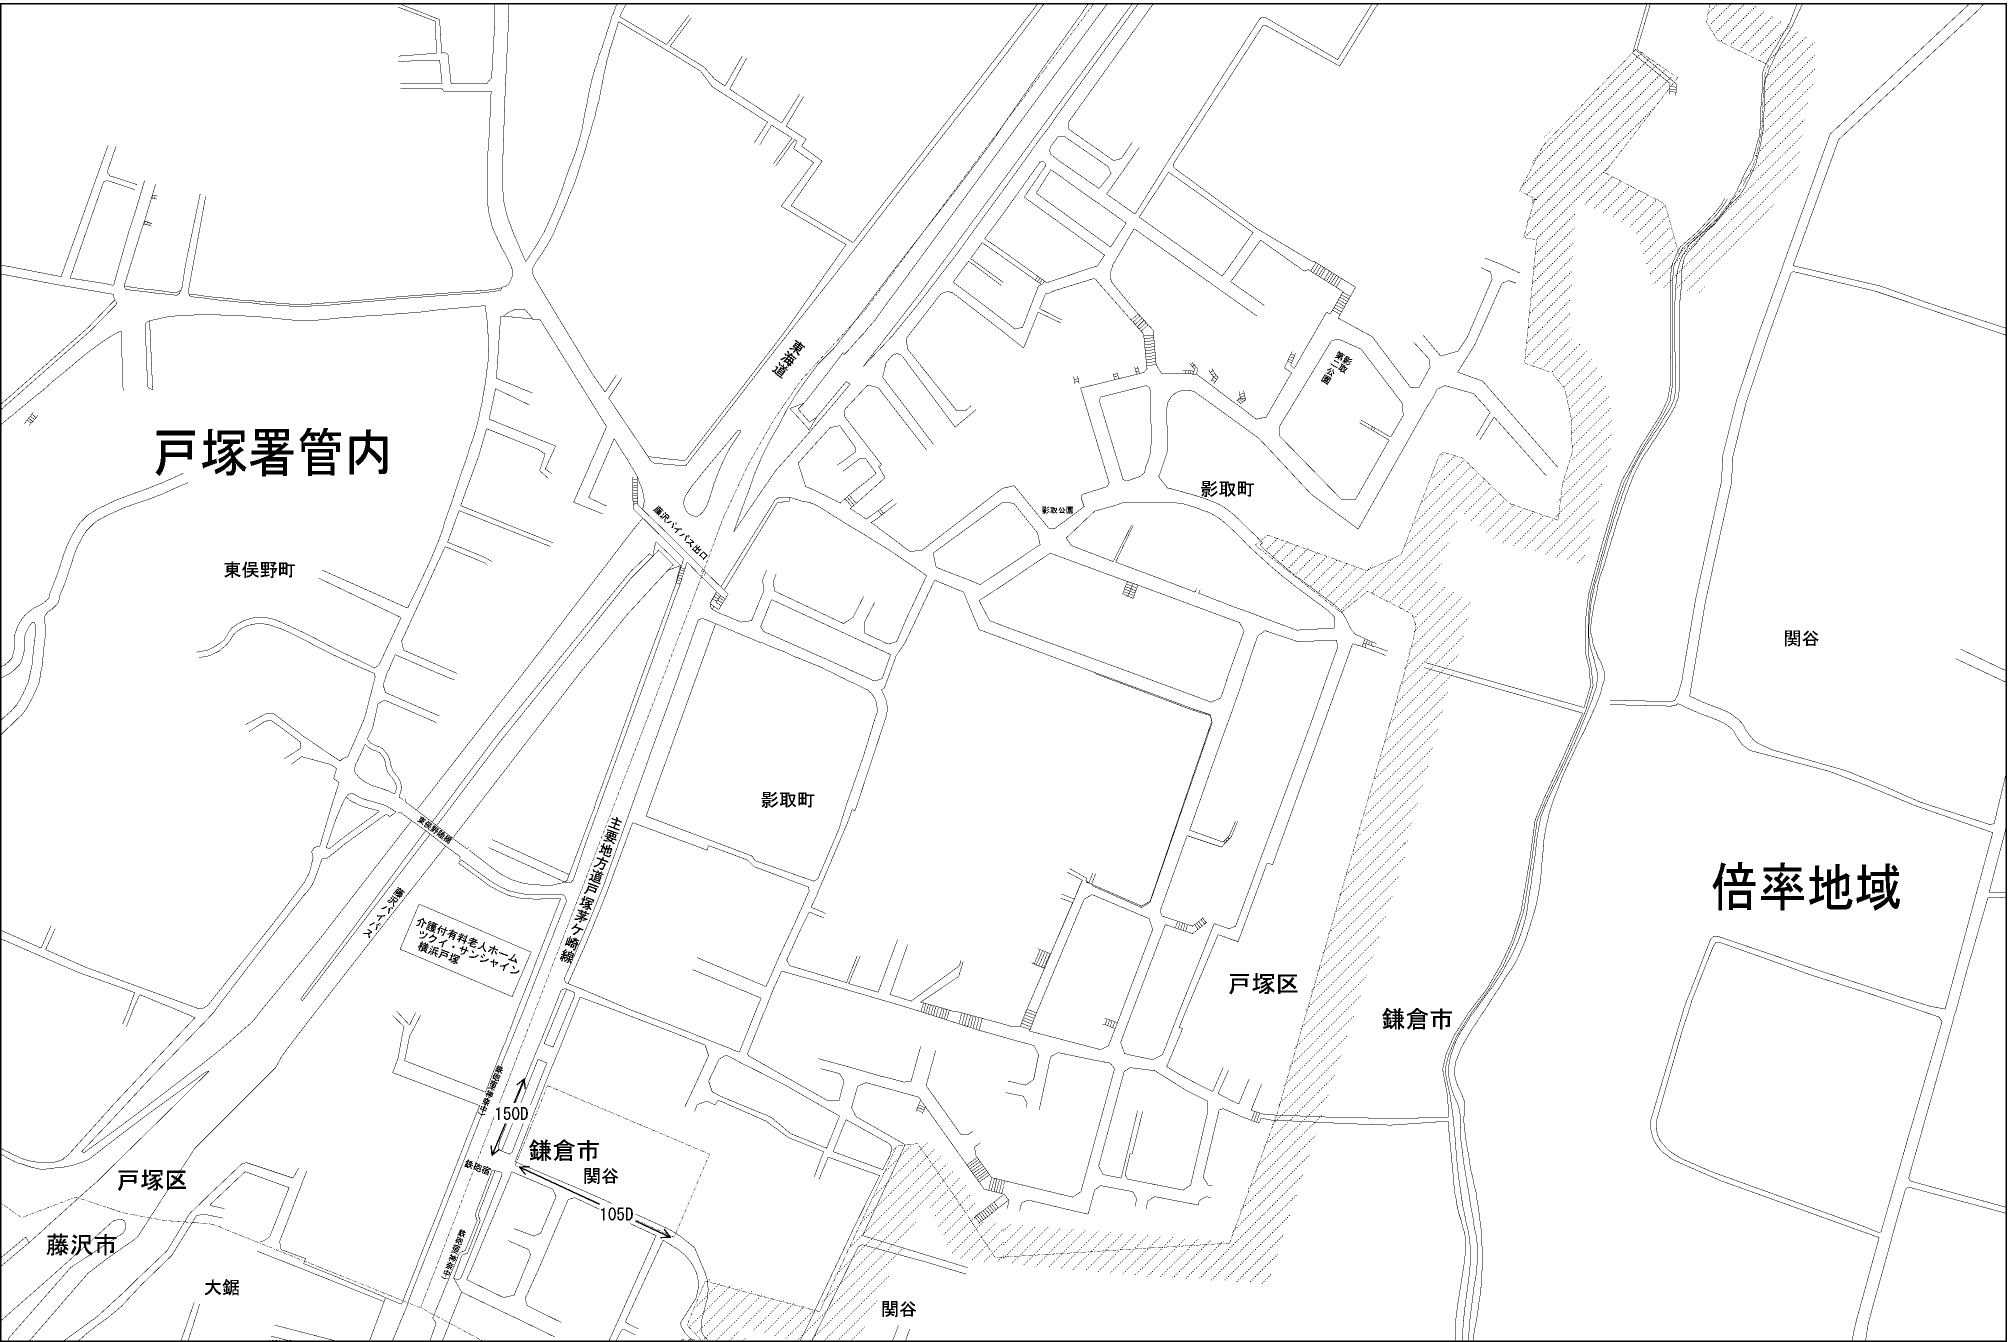 東海道
影取
第二公園
戸塚署管内
影取町
影取公園
藤沢バイパス出口
東俣野町
関谷
影取町
主要地方道戸塚茅ケ崎線
倍率地域
藤沢バイパス
介護付有料老人ホーム
ツクイ・サンシャイン
横浜戸塚
戸塚区
鎌倉市
150D
鎌倉市
関谷
鉄砲宿
105D
戸塚区
藤沢市
大鋸
関谷